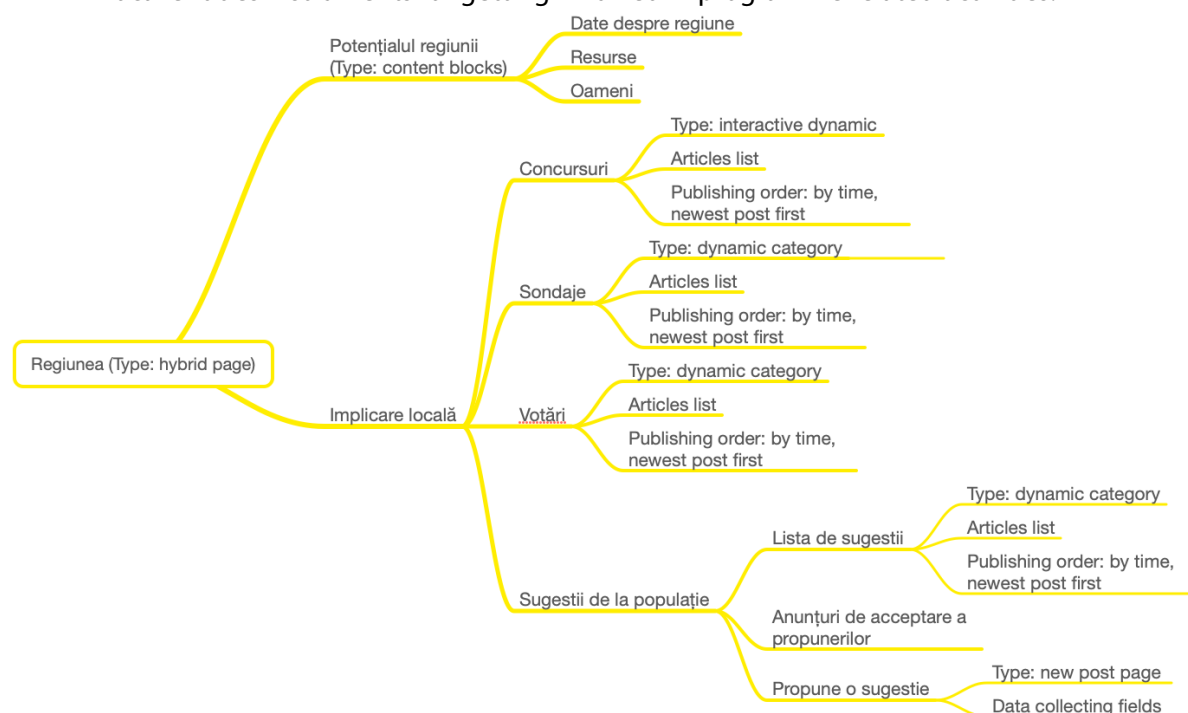 Potențialul regiunii
(Type: content blocks)
Date despre regiune
Resurse
Oameni
Regiunea (Type: hybrid page)
Implicare locală
Concursuri
Type: interactive dynamic
Articles list
Publishing order: by time,
newest post first
Sondaje
Type: dynamic category
Articles list
Publishing order: by time,
newest post first
Votări
Type: dynamic category
Articles list
Publishing order: by time,
newest post first
Sugestii de la populație
Lista de sugestii
Type: dynamic category
Articles list
Publishing order: by time,
newest post first
Anunțuri de acceptare a
propunerilor
Propune o sugestie
Type: new post page
Data collecting fields